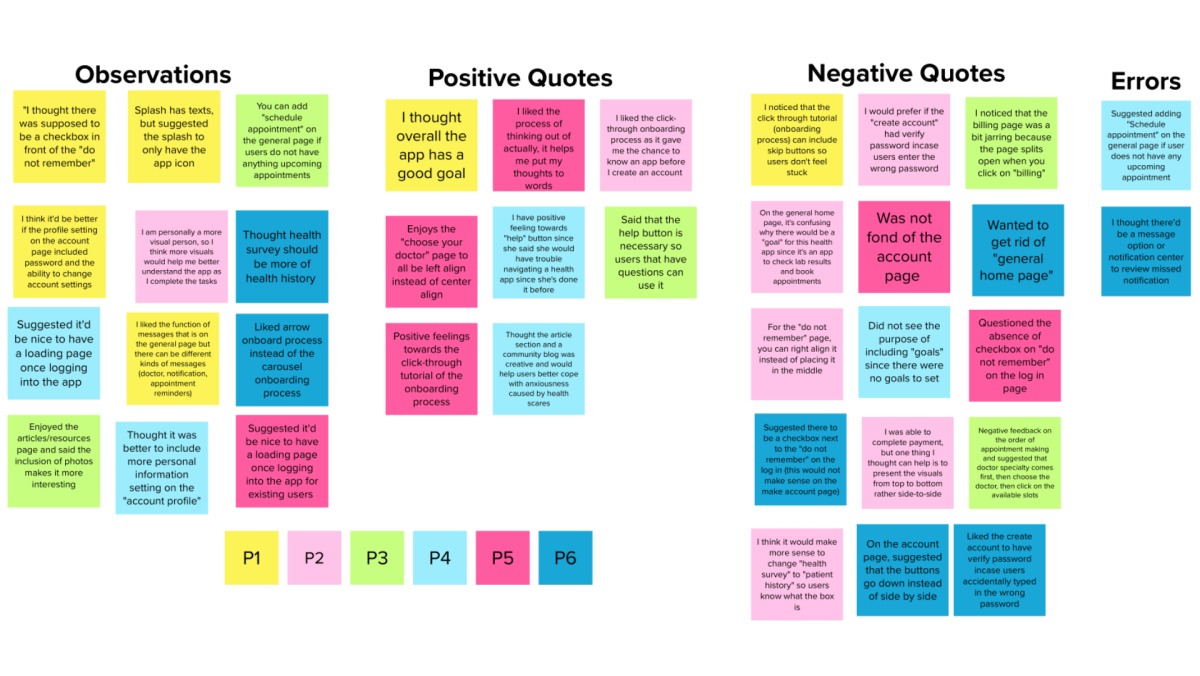 Observations
"I thought there
was supposed to
be a checkbox in
front of the "do
not remember"
Splash has texts,
but suggested
the splash to
only have the
app icon
You can add
"schedule
appointment" on
the general page if
users do not have
anything upcoming
appointments
I think it'd be better
if the profile setting
on the account
page included
password and the
ability to change
the account settings
I am personally a more
visual person, so I
think more visuals
would help me better
understand the app as
I complete the tasks
Thought health
survey should
be more of
health history
Suggested it'd
be nice to have
a loading page
once logging
into the app
I liked the function of
messages that is on
the general page but
there can be different
kinds of messages
(doctor, notification,
appointment
reminders)
Liked arrow
onboard process
instead of the
carousel
onboarding
process
Enjoyed the
articles/resources
page and said the
inclusion of photos
makes it more
interesting
Thought it was
better to include
more personal
information
setting on the
"account profile"
Suggested it'd
be nice to have
a loading page
once logging
into the app for
existing users
Positive Quotes
I thought
overall the
app has a
good goal
I liked the
process of
thinking out of
actually, it helps
me put my
thoughts to
words
I liked the click-
through onboarding
process as it gave
me the chance to
know an app before
I create an account
Enjoys the
"choose your
doctor" page to
all be left align
instead of center
align
I have positive
feeling towards
"help" button since
she said she would
have trouble
navigating a health
app since she's done
it before
Said that the
help button is
necessary so
users that have
questions can
use it
Positive feelings
towards the
click-through
tutorial of the
onboarding
process
Thought the article
section and a
community blog was
creative and would
help users better cope
with anxiousness
caused by health
scares
Negative Quotes
I noticed that the
click through tutorial
(onboarding
process) can include
skip buttons so
users don't feel
stuck
I would prefer if the
"create account"
had verify
password incase
users enter the
wrong password
I noticed that the
billing page was a
bit jarring because
the page splits
open when you
click on "billing"
On the general home
page, it's confusing
why there would be a
"goal" for this health
app since it's an app
to check lab results
and book
appointments
Was not
fond of the
account
page
Wanted to
get rid of
"general
home page"
For the "do not
remember" page,
you can right align it
instead of placing it
in the middle
Did not see the
purpose of
including "goals"
since there were
no goals to set
Questioned the
absence of
checkbox on "do
not remember"
on the log in
page
Suggested there to
be a checkbox next
to the "do not
remember" on the
log in (this would not
make sense on the
make account page)
I was able to
complete payment,
but one thing I
thought can help is to
present the visuals
from top to bottom
rather side-to-side
Negative feedback on
the order of
appointment making
and suggested that
doctor specialty comes
first, then choose the
doctor, then click on the
available slots
I think it would make
more sense to
change "health
survey" to "patient
history" so users
know what the box
is
On the account
page, suggested
that the buttons
go down instead
of side by side
Liked the create
account to have
verify password
incase users
accidentally typed
in the wrong
password
Errors
Suggested adding
"Schedule
appointment" on the
general page if user
does not have any
upcoming
appointment
I thought there'd
be a message
option or
notification center
to review missed
notification
P1
P2
P3
P4
P5
P6